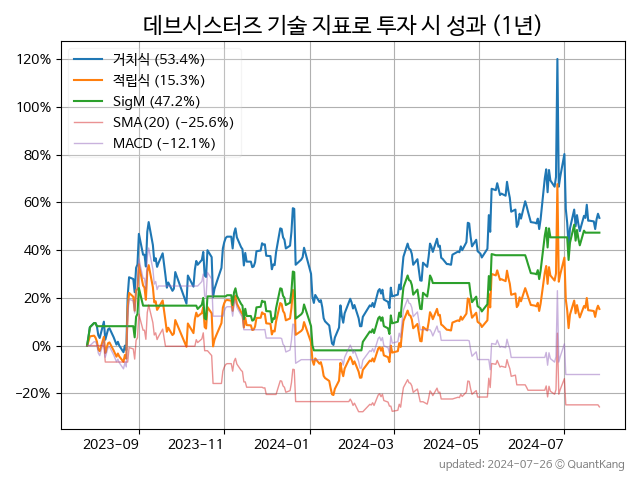 데브시스터즈 기술 지표로 투자 시 성과 (1년)
120%
100%
80%
60%
40%
20%
0%
−20%
거치식 (53.4%)
적립식 (15.3%)
SigM (47.2%)
SMA(20) (−25.6%)
MACD (−12.1%)
2023-09
2023-11
2024-01
2024-03
2024-05
2024-07
updated: 2024-07-26 © QuantKang